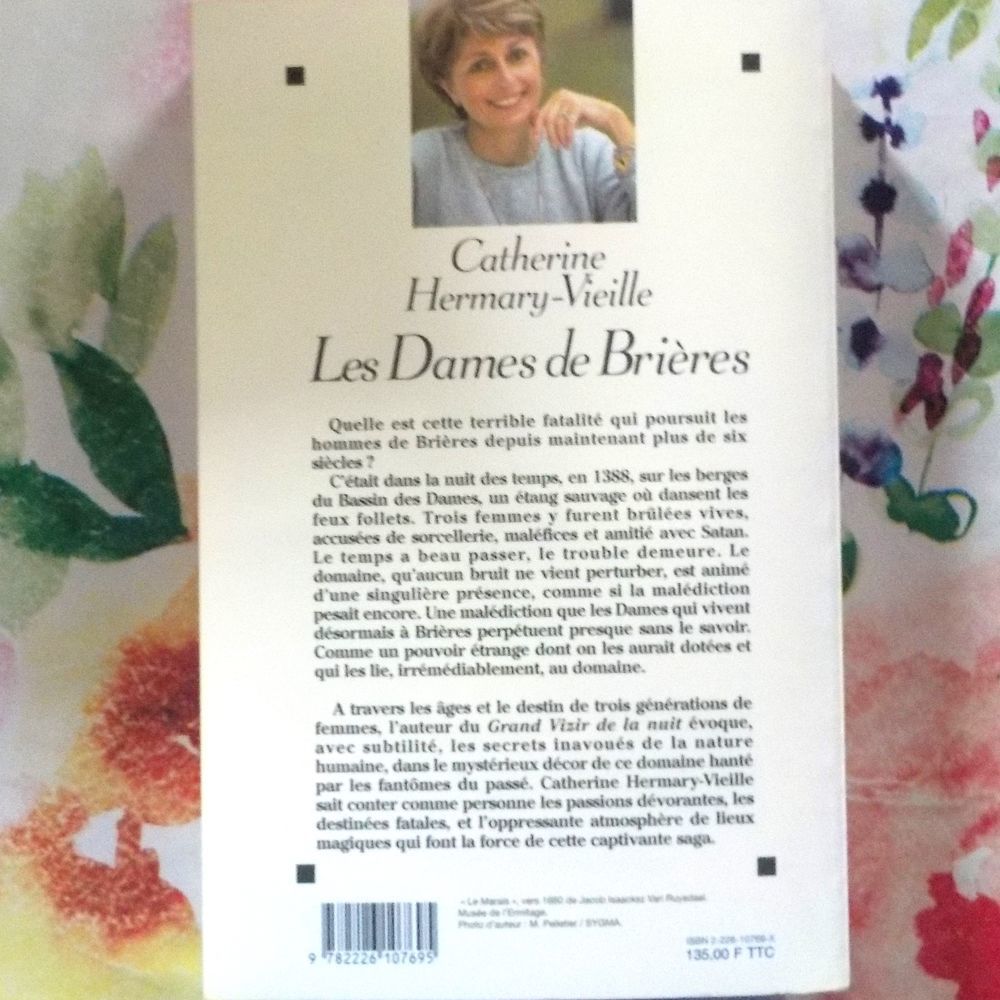 Catherine
Hermary-Vieille
Les Dames de Brières
Quelle est cette terrible fatalité qui poursuit les
hommes de Brières depuis maintenant plus de six
siècles ?
C'était dans la nuit des temps, en 1388, sur les berges
du Bassin des Dames, un étang sauvage où dansent les
feux follets. Trois femmes y furent brûlées vives,
accusées de sorcellerie, maléfices et amitié avec Satan.
Le temps a beau passer, le trouble demeure. Le
domaine, qu'aucun bruit ne vient perturber, est animé
d'une singulière présence, comme si la malédiction
pesait encore. Une malédiction que les Dames qui vivent
désormais à Brières perpétuent presque sans le savoir.
Comme un pouvoir étrange dont on les aurait dotées et
qui les lie, irrémédiablement, au domaine.
A travers les âges et le destin de trois générations de
femmes, l'auteur du Grand Vizir de la nuit évoque,
avec subtilité, les secrets inavoués de la nature
humaine, dans le mystérieux décor de ce domaine hanté
par les fantômes du passé. Catherine Hermary-Vieille
sait conter comme personne les passions dévorantes, les
destinées fatales, et l'oppressante atmosphère de lieux
magiques qui font la force de cette captivante saga.
« Le Marais », vers 1660 de Jacob Isaacksz Van Ruysdael.
Musée de l'Ermitage.
Photo d'auteur : M. Pelletier / SYGMA.
9 782226 107695
ISBN 2-226-10769-X
135,00 F TTC